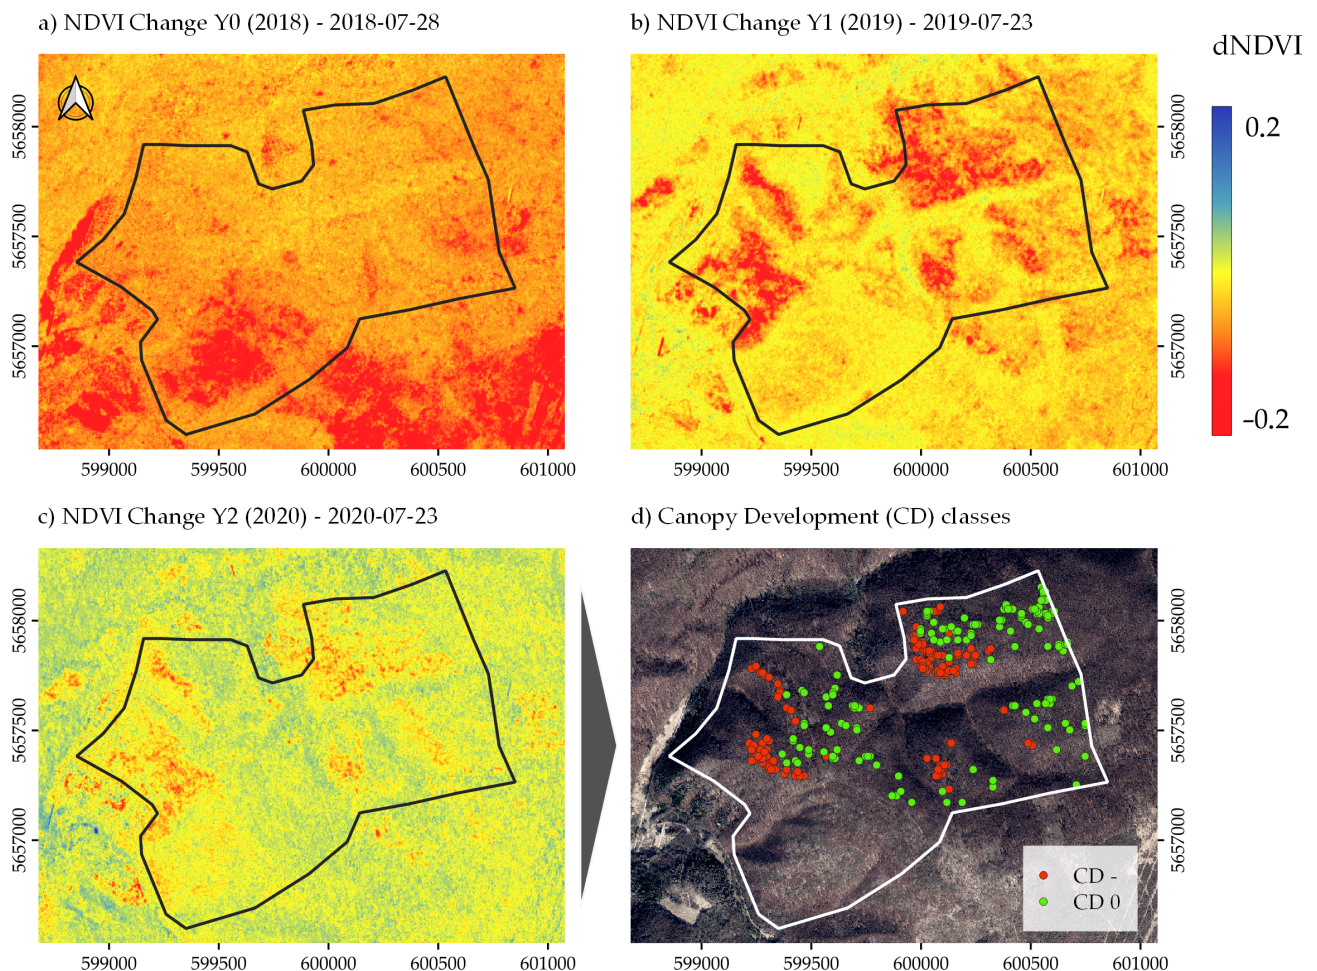 a) NDVI Change Y0 (2018) - 2018-07-28
b) NDVI Change Y1 (2019) - 2019-07-23
dNDVI
0.2
-0.2
5658000
5657500
5657000
599000 599500 600000 600500 601000
5658000
5657500
5657000
599000 599500 600000 600500 601000
c) NDVI Change Y2 (2020) - 2020-07-23
d) Canopy Development (CD) classes
5658000
5657500
5657000
599000 599500 600000 600500 601000
5658000
5657500
5657000
CD -
CD 0
599000 599500 600000 600500 601000